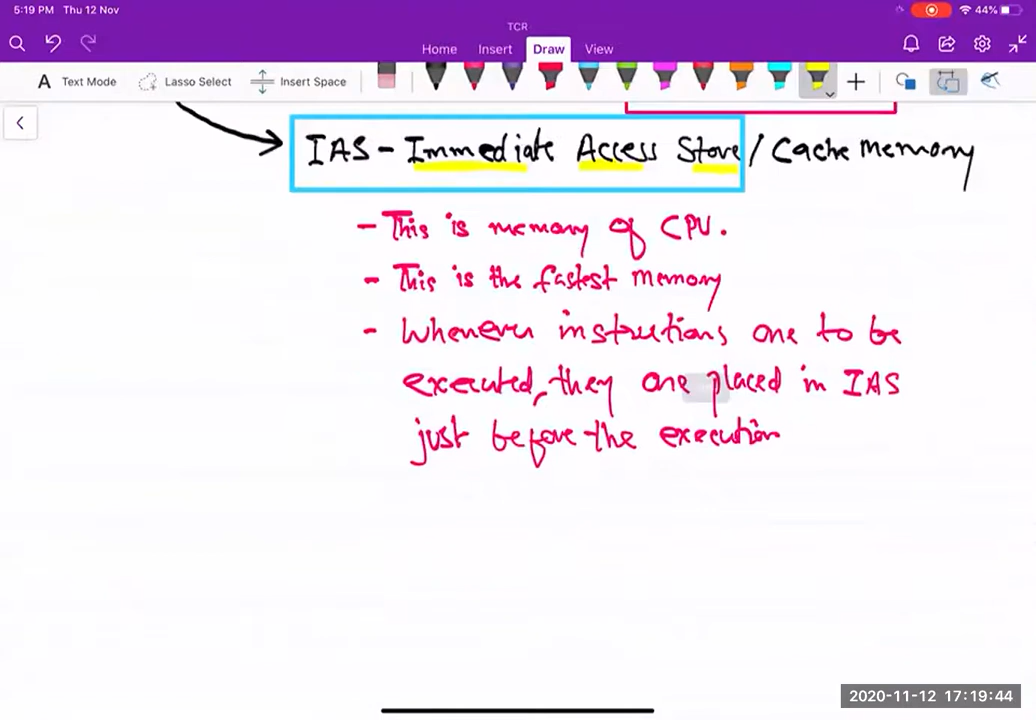 5:19 PM Thu 12 Nov
44%
TCR
Home Insert Draw View
A Text Mode Lasso Select Insert Space
IAS - Immediate Access Store / Cache memory
- This is memory of CPU.
- This is the fastest memory
- Whenever instructions are to be
executed, they are placed in IAS
just before the execution
2020-11-12 17:19:44